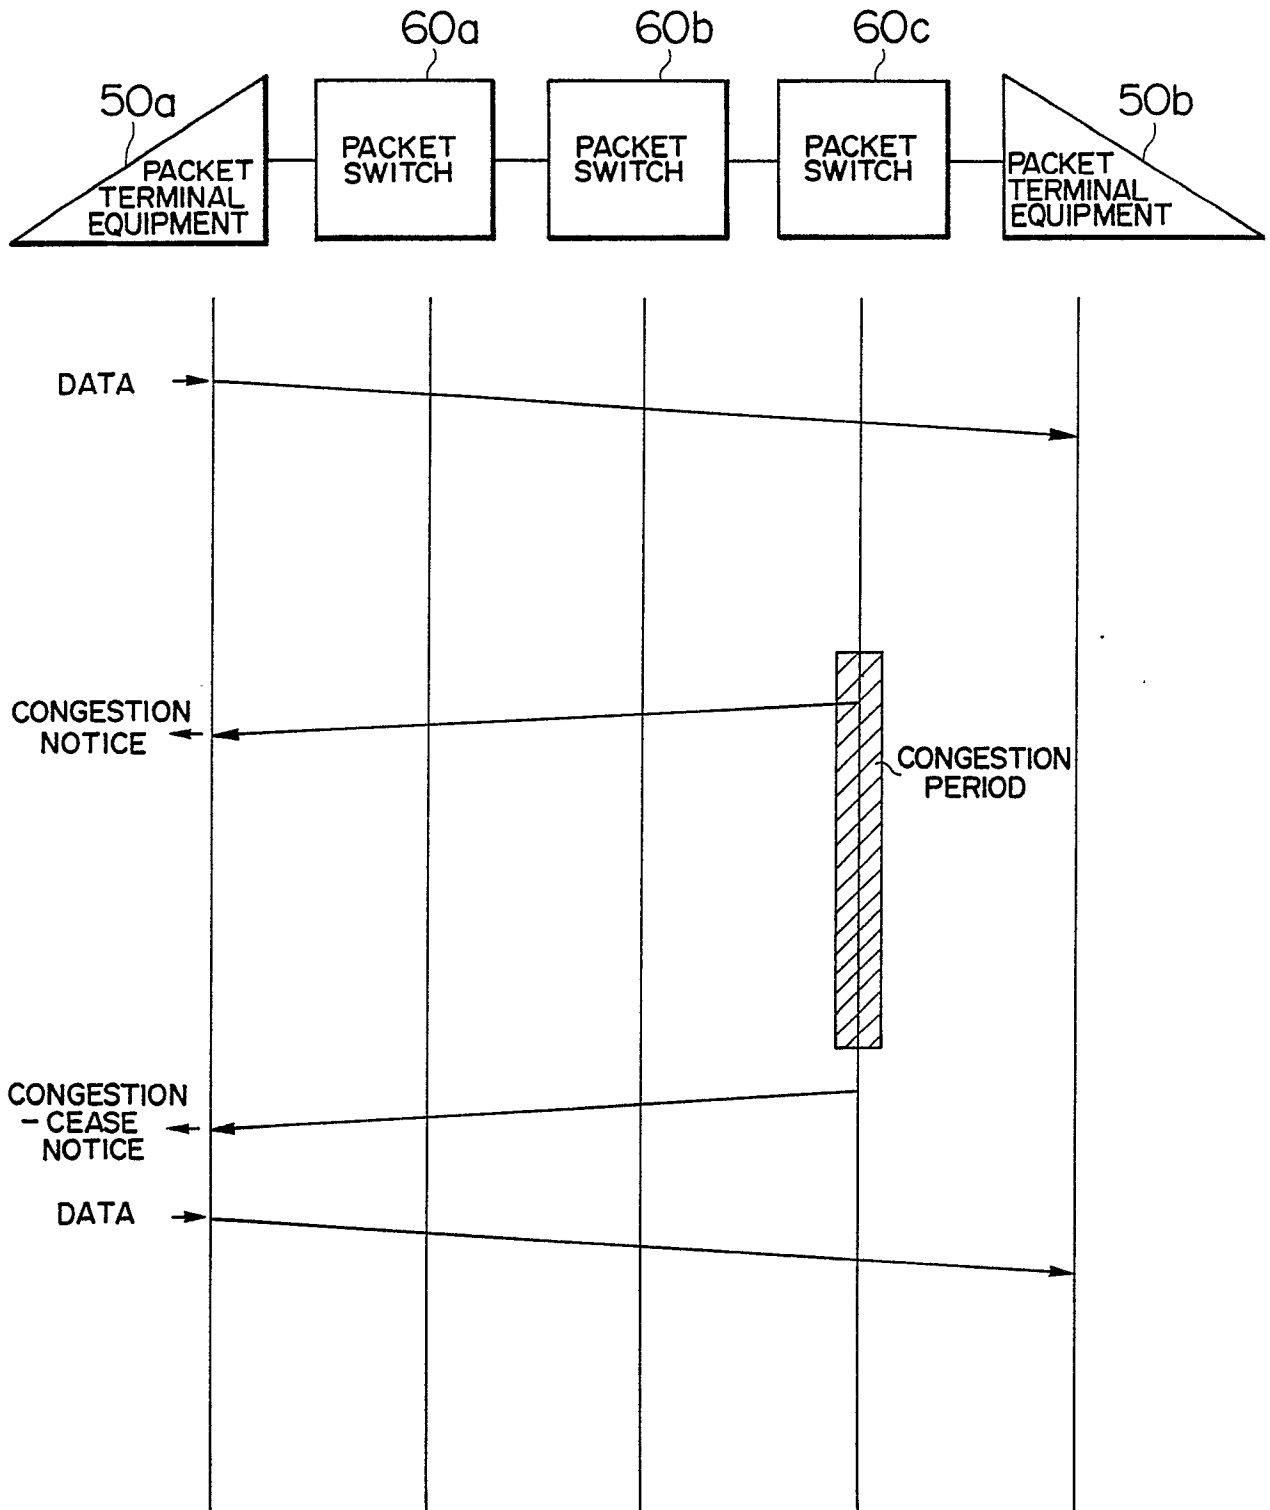 60a
60b
60c
50a
50b
PACKET
TERMINAL
EQUIPMENT
PACKET
SWITCH
PACKET
SWITCH
PACKET
SWITCH
PACKET
TERMINAL
EQUIPMENT
DATA
CONGESTION
NOTICE
CONGESTION
PERIOD
CONGESTION
- CEASE
NOTICE
DATA